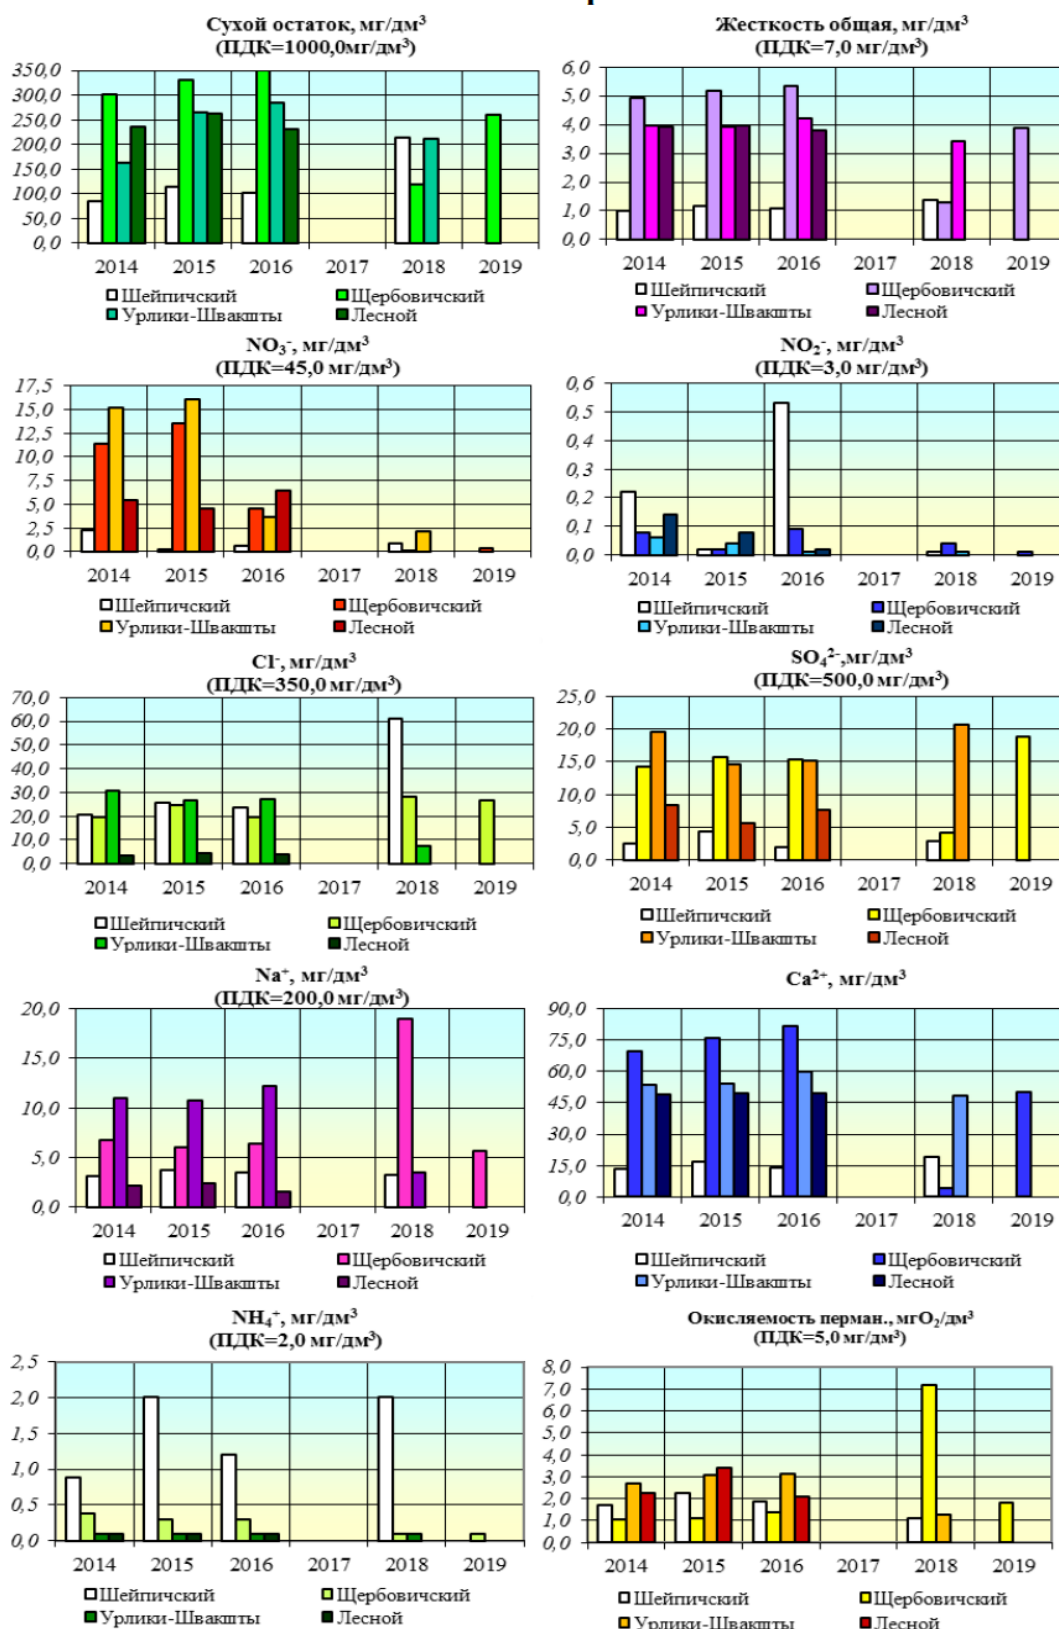 Сухой остаток, мг/дм³
(ПДК=1000,0мг/дм³)
350,0
300,0
250,0
200,0
150,0
100,0
50,0
0,0
2014 2015 2016 2017 2018 2019
Шейпичский Щербовичский
Урлики-Швакшты Лесной
Жесткость общая, мг/дм³
(ПДК=7,0 мг/дм³)
6,0
5,0
4,0
3,0
2,0
1,0
0,0
2014 2015 2016 2017 2018 2019
Шейпичский Щербовичский
Урлики-Швакшты Лесной
NO₃⁻, мг/дм³
(ПДК=45,0 мг/дм³)
17,5
15,0
12,5
10,0
7,5
5,0
2,5
0,0
2014 2015 2016 2017 2018 2019
Шейпичский Щербовичский
Урлики-Швакшты Лесной
NO₂⁻, мг/дм³
(ПДК=3,0 мг/дм³)
0,6
0,5
0,4
0,3
0,2
0,1
0,0
2014 2015 2016 2017 2018 2019
Шейпичский Щербовичский
Урлики-Швакшты Лесной
Cl⁻, мг/дм³
(ПДК=350,0 мг/дм³)
70,0
60,0
50,0
40,0
30,0
20,0
10,0
0,0
2014 2015 2016 2017 2018 2019
Шейпичский Щербовичский
Урлики-Швакшты Лесной
SO₄²⁻,мг/дм³
(ПДК=500,0 мг/дм³)
25,0
20,0
15,0
10,0
5,0
0,0
2014 2015 2016 2017 2018 2019
Шейпичский Щербовичский
Урлики-Швакшты Лесной
Na⁺, мг/дм³
(ПДК=200,0 мг/дм³)
20,0
15,0
10,0
5,0
0,0
2014 2015 2016 2017 2018 2019
Шейпичский Щербовичский
Урлики-Швакшты Лесной
Ca²⁺, мг/дм³
90,0
75,0
60,0
45,0
30,0
15,0
0,0
2014 2015 2016 2017 2018 2019
Шейпичский Щербовичский
Урлики-Швакшты Лесной
NH₄⁺, мг/дм³
(ПДК=2,0 мг/дм³)
2,5
2,0
1,5
1,0
0,5
0,0
2014 2015 2016 2017 2018 2019
Шейпичский Щербовичский
Урлики-Швакшты Лесной
Окисляемость перман., мгО₂/дм³
(ПДК=5,0 мг/дм³)
8,0
7,0
6,0
5,0
4,0
3,0
2,0
1,0
0,0
2014 2015 2016 2017 2018 2019
Шейпичский Щербовичский
Урлики-Швакшты Лесной